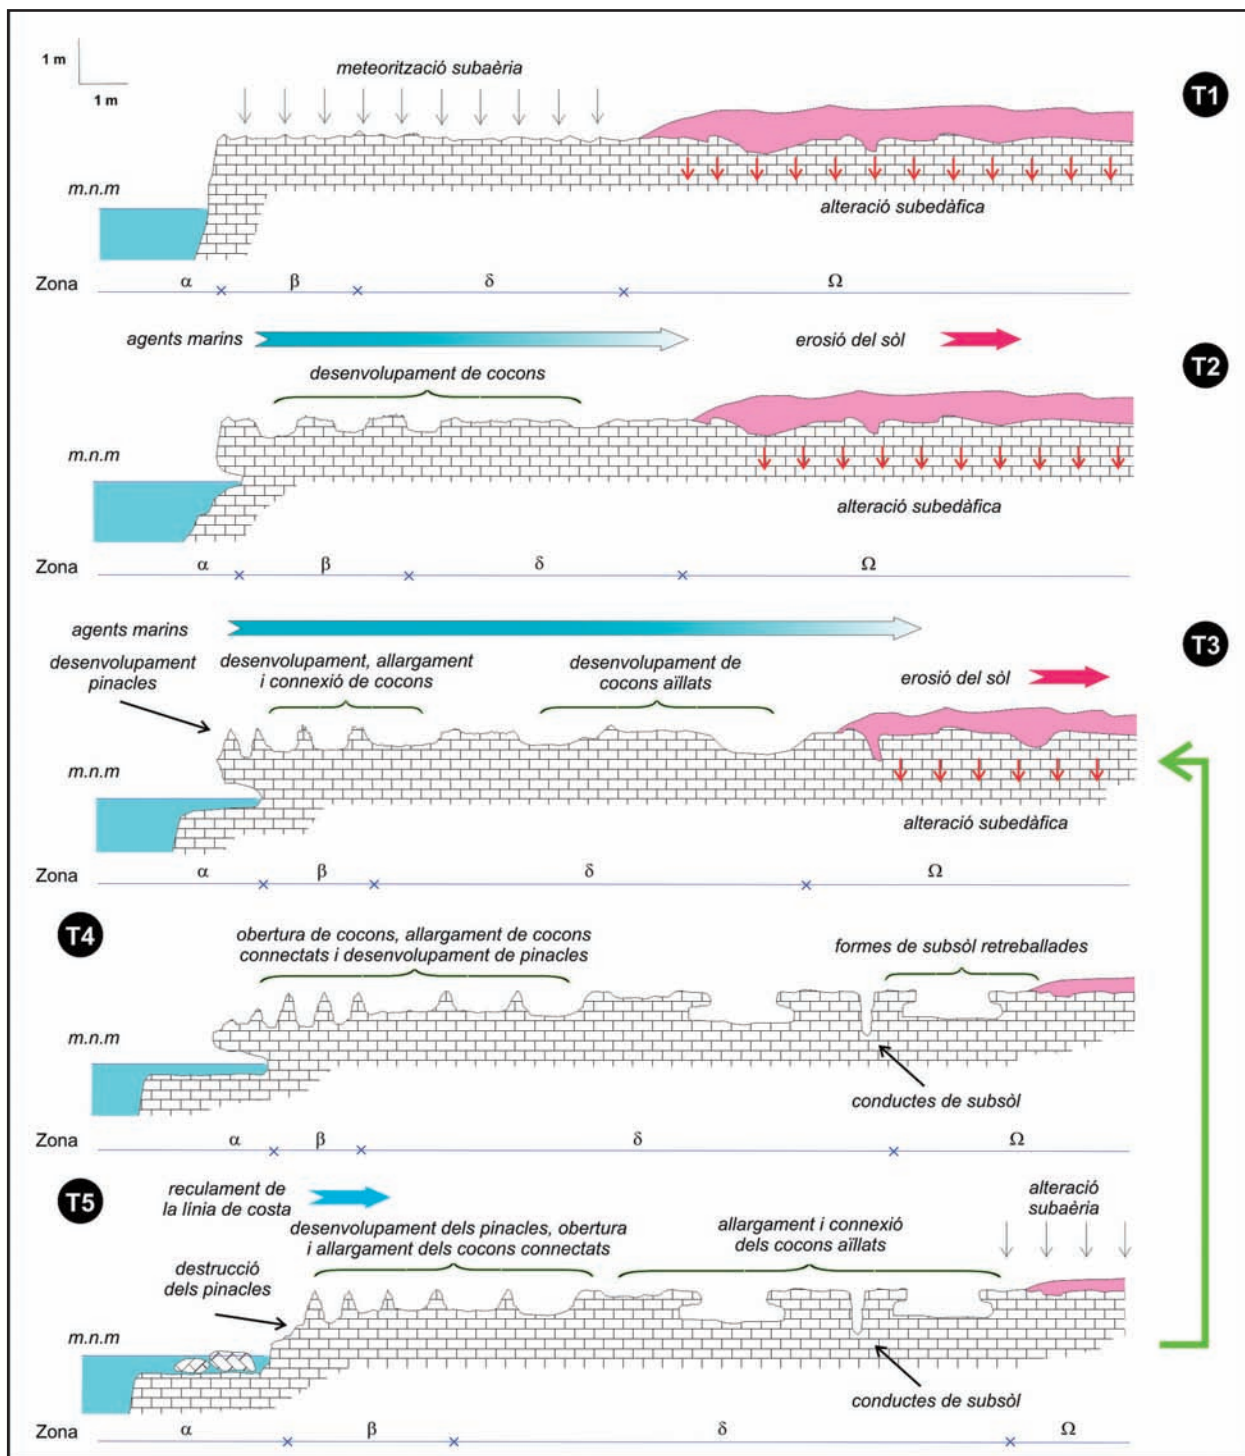 1 m
1 m
meteorització subaèria
T1
m.n.m
alteració subedàfica
Zona α β δ Ω
agents marins
erosió del sòl
T2
desenvolupament de cocons
m.n.m
alteració subedàfica
Zona α β δ Ω
agents marins
T3
desenvolupament
pinacles
desenvolupament, allargament
i connexió de cocons
desenvolupament de
cocons aïllats
erosió del sòl
m.n.m
alteració subedàfica
Zona α β δ Ω
T4
obertura de cocons, allargament de cocons
connectats i desenvolupament de pinacles
formes de subsòl retreballades
m.n.m
conductes de subsòl
Zona α β δ Ω
T5
reculament de
la línia de costa
alteració
subaèria
desenvolupament dels pinacles, obertura
i allargament dels cocons connectats
allargament i connexió
dels cocons aïllats
destrucció
dels pinacles
m.n.m
conductes de subsòl
Zona α β δ Ω